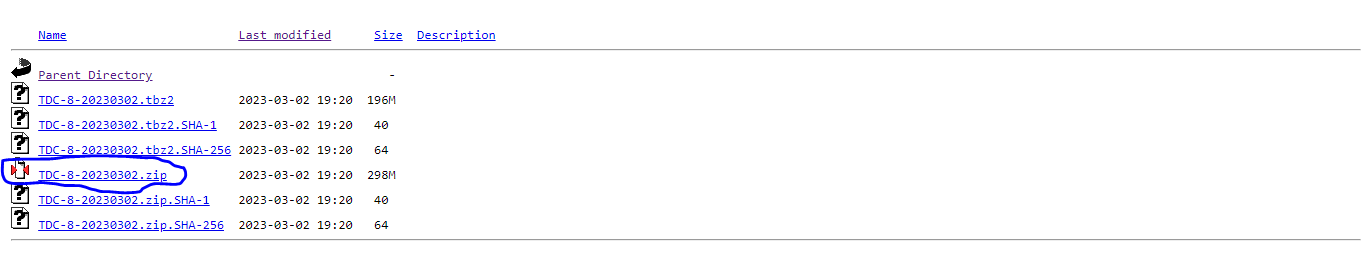 Name Last modified Size Description
Parent Directory -
TDC-8-20230302.tbz2 2023-03-02 19:20 196M
TDC-8-20230302.tbz2.SHA-1 2023-03-02 19:20 40
TDC-8-20230302.tbz2.SHA-256 2023-03-02 19:20 64
TDC-8-20230302.zip 2023-03-02 19:20 298M
TDC-8-20230302.zip.SHA-1 2023-03-02 19:20 40
TDC-8-20230302.zip.SHA-256 2023-03-02 19:20 64